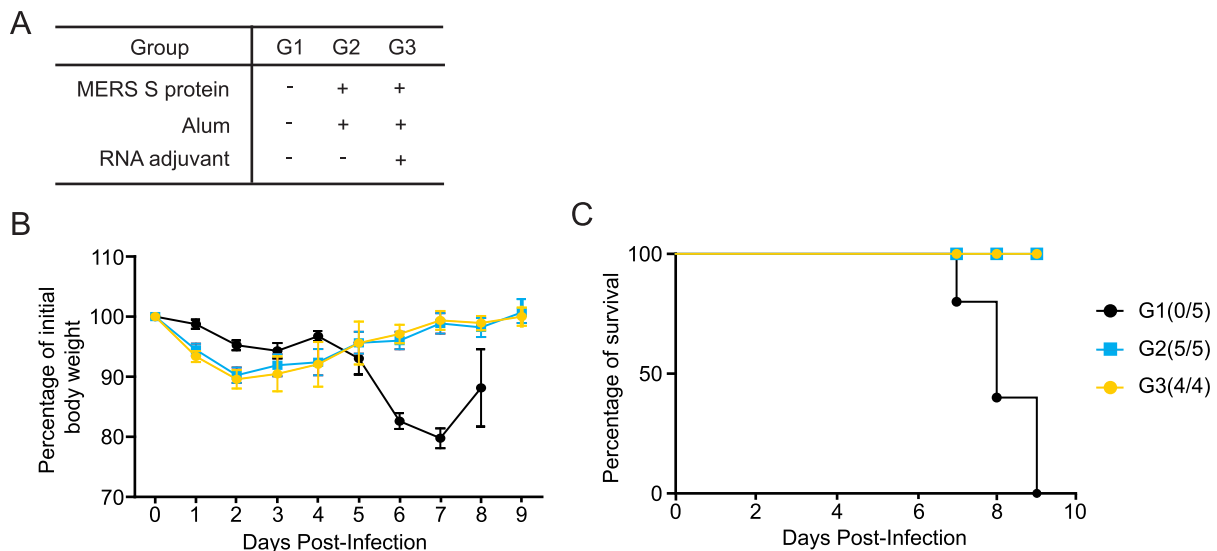 A
Group G1 G2 G3
MERS S protein - + +
Alum - + +
RNA adjuvant - - +
B
Percentage of initial
body weight
110
100
90
80
70
0 1 2 3 4 5 6 7 8 9
Days Post-Infection
C
Percentage of survival
100
50
0
0 2 4 6 8 10
Days Post-Infection
G1(0/5)
G2(5/5)
G3(4/4)